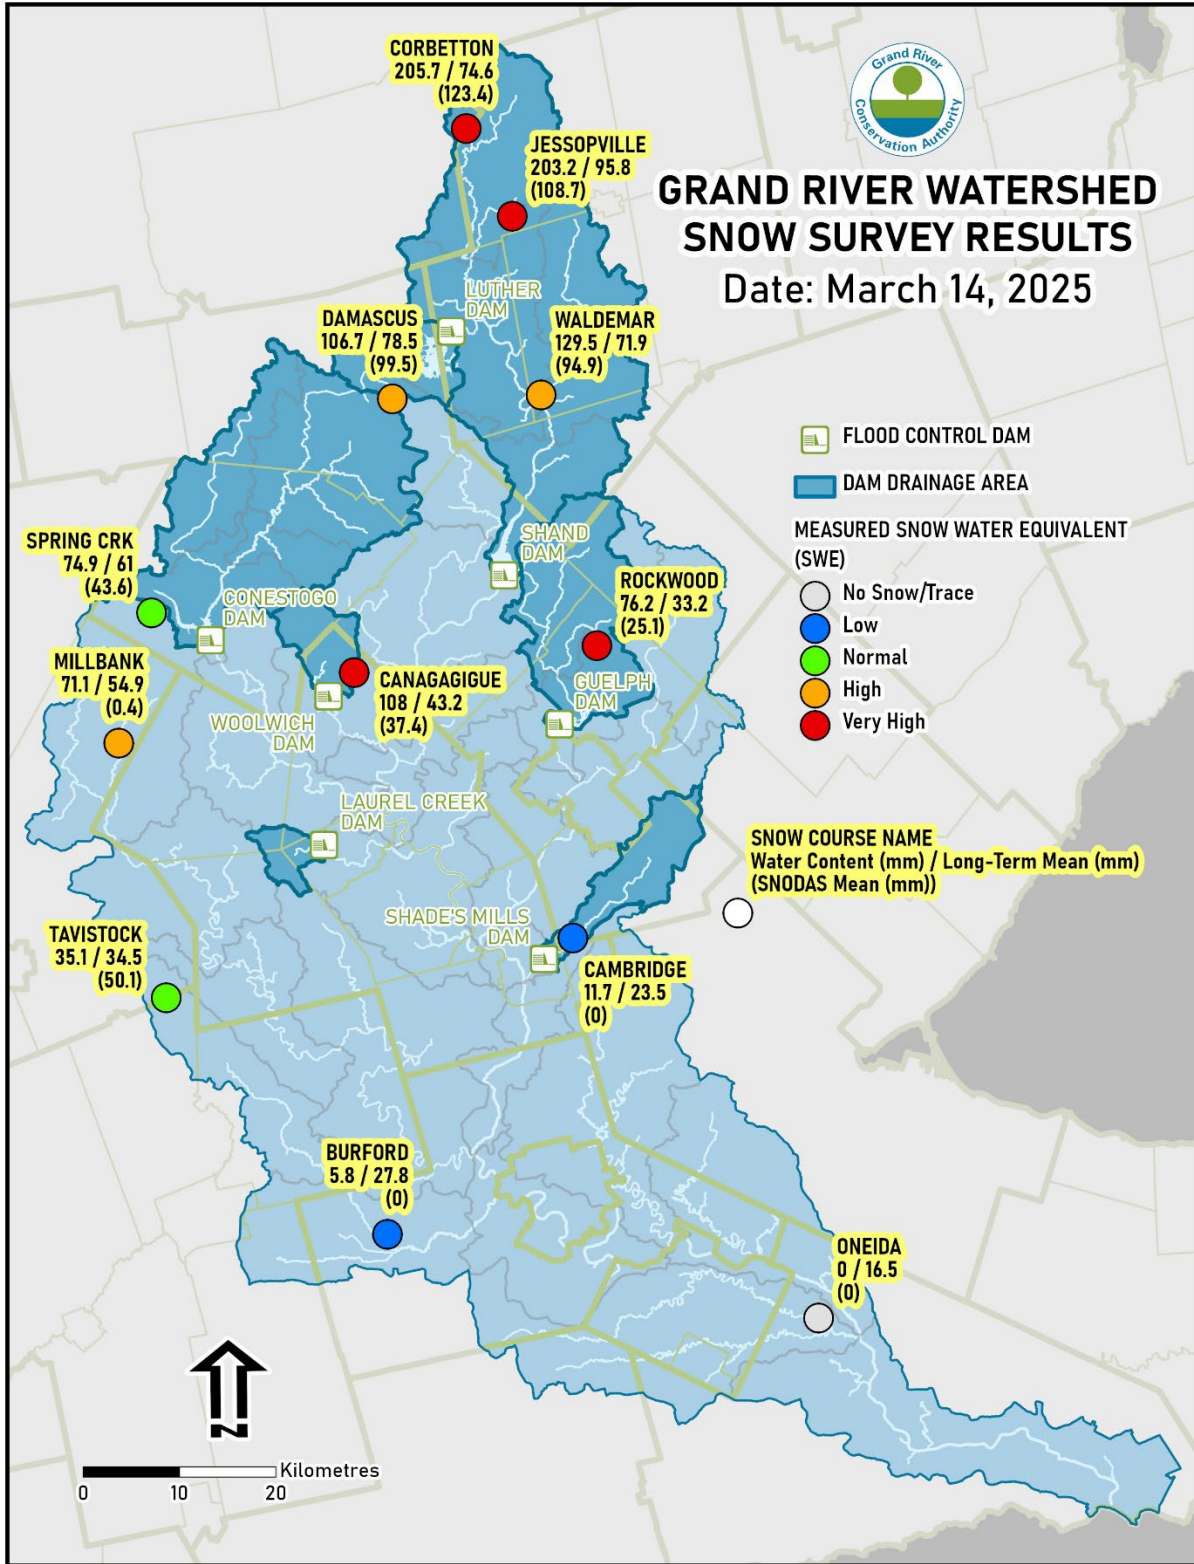 CORBETTON
205.7 / 74.6
(123.4)
Grand River
Conservation Authority
JESSOPVILLE
203.2 / 95.8
(108.7)
GRAND RIVER WATERSHED
SNOW SURVEY RESULTS
Date: March 14, 2025
LUTHER
DAM
DAMASCUS
106.7 / 78.5
(99.5)
WALDEMAR
129.5 / 71.9
(94.9)
FLOOD CONTROL DAM
DAM DRAINAGE AREA
MEASURED SNOW WATER EQUIVALENT
(SWE)
No Snow/Trace
Low
Normal
High
Very High
SHAND
DAM
SPRING CRK
74.9 / 61
(43.6)
CONESTOGO
DAM
ROCKWOOD
76.2 / 33.2
(25.1)
MILLBANK
71.1 / 54.9
(0.4)
CANAGAGIGUE
108 / 43.2
(37.4)
GUELPH
DAM
WOOLWICH
DAM
LAUREL CREEK
DAM
SNOW COURSE NAME
Water Content (mm) / Long-Term Mean (mm)
(SNODAS Mean (mm))
SHADE'S MILLS
DAM
TAVISTOCK
35.1 / 34.5
(50.1)
CAMBRIDGE
11.7 / 23.5
(0)
BURFORD
5.8 / 27.8
(0)
ONEIDA
0 / 16.5
(0)
N
Kilometres
0 10 20